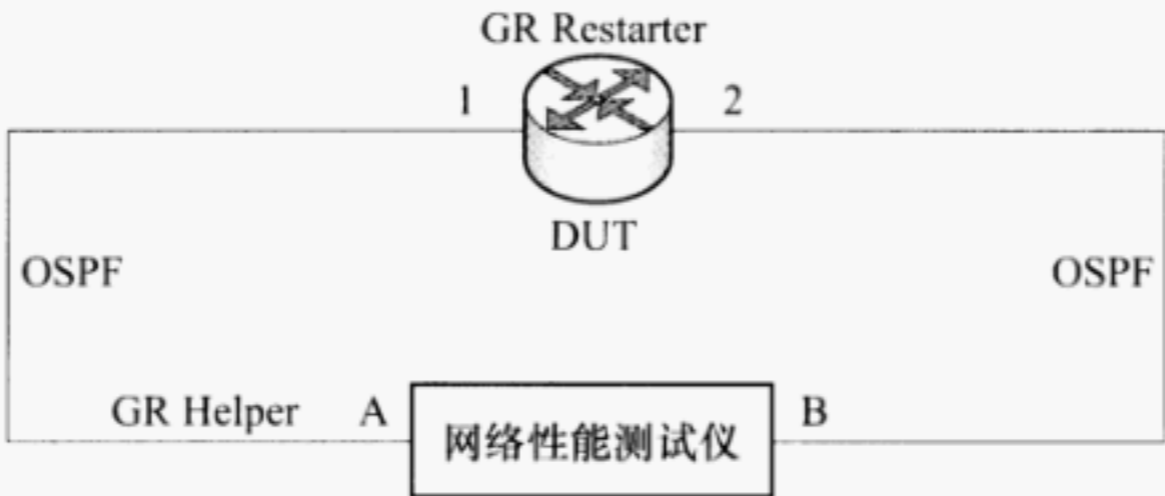 GR Restarter
1
2
DUT
OSPF
OSPF
GR Helper
A
网络性能测试仪
B